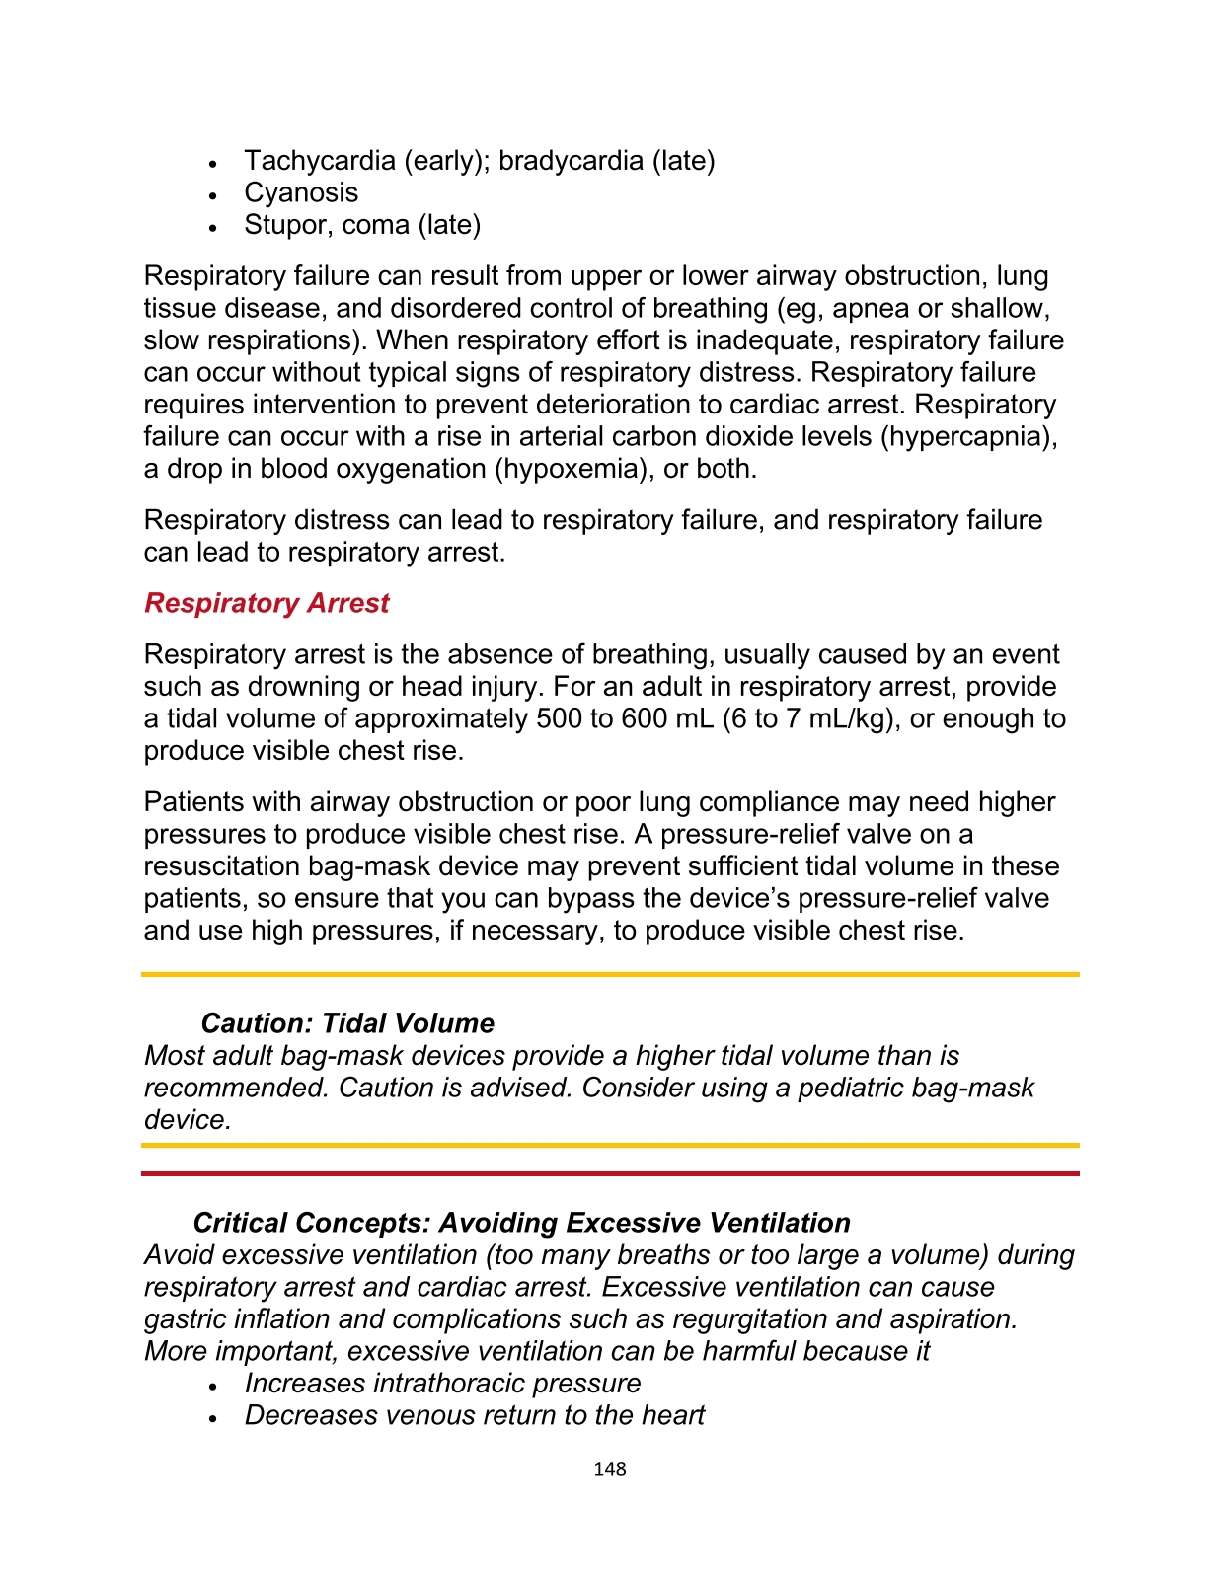 • Tachycardia (early); bradycardia (late)
• Cyanosis
• Stupor, coma (late)
Respiratory failure can result from upper or lower airway obstruction, lung
tissue disease, and disordered control of breathing (eg, apnea or shallow,
slow respirations). When respiratory effort is inadequate, respiratory failure
can occur without typical signs of respiratory distress. Respiratory failure
requires intervention to prevent deterioration to cardiac arrest. Respiratory
failure can occur with a rise in arterial carbon dioxide levels (hypercapnia),
a drop in blood oxygenation (hypoxemia), or both.
Respiratory distress can lead to respiratory failure, and respiratory failure
can lead to respiratory arrest.
Respiratory Arrest
Respiratory arrest is the absence of breathing, usually caused by an event
such as drowning or head injury. For an adult in respiratory arrest, provide
a tidal volume of approximately 500 to 600 mL (6 to 7 mL/kg), or enough to
produce visible chest rise.
Patients with airway obstruction or poor lung compliance may need higher
pressures to produce visible chest rise. A pressure-relief valve on a
resuscitation bag-mask device may prevent sufficient tidal volume in these
patients, so ensure that you can bypass the device’s pressure-relief valve
and use high pressures, if necessary, to produce visible chest rise.
Caution: Tidal Volume
Most adult bag-mask devices provide a higher tidal volume than is
recommended. Caution is advised. Consider using a pediatric bag-mask
device.
Critical Concepts: Avoiding Excessive Ventilation
Avoid excessive ventilation (too many breaths or too large a volume) during
respiratory arrest and cardiac arrest. Excessive ventilation can cause
gastric inflation and complications such as regurgitation and aspiration.
More important, excessive ventilation can be harmful because it
• Increases intrathoracic pressure
• Decreases venous return to the heart
148